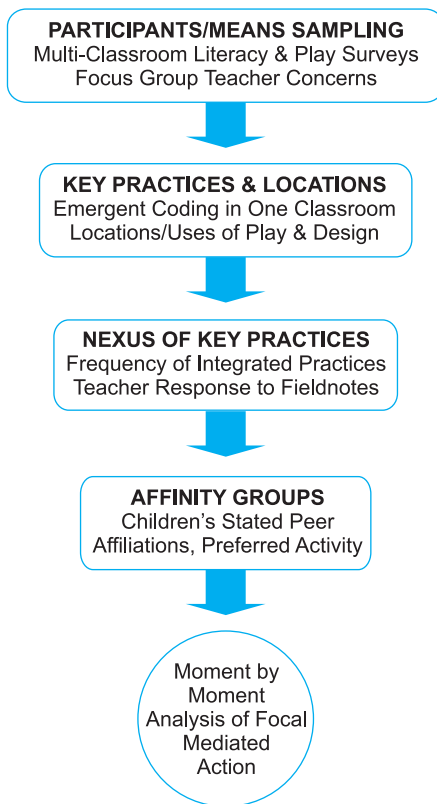 PARTICIPANTS/MEANS SAMPLING
Multi-Classroom Literacy & Play Surveys
Focus Group Teacher Concerns
KEY PRACTICES & LOCATIONS
Emergent Coding in One Classroom
Locations/Uses of Play & Design
NEXUS OF KEY PRACTICES
Frequency of Integrated Practices
Teacher Response to Fieldnotes
AFFINITY GROUPS
Children's Stated Peer
Affiliations, Preferred Activity
Moment by
Moment
Analysis of Focal
Mediated
Action